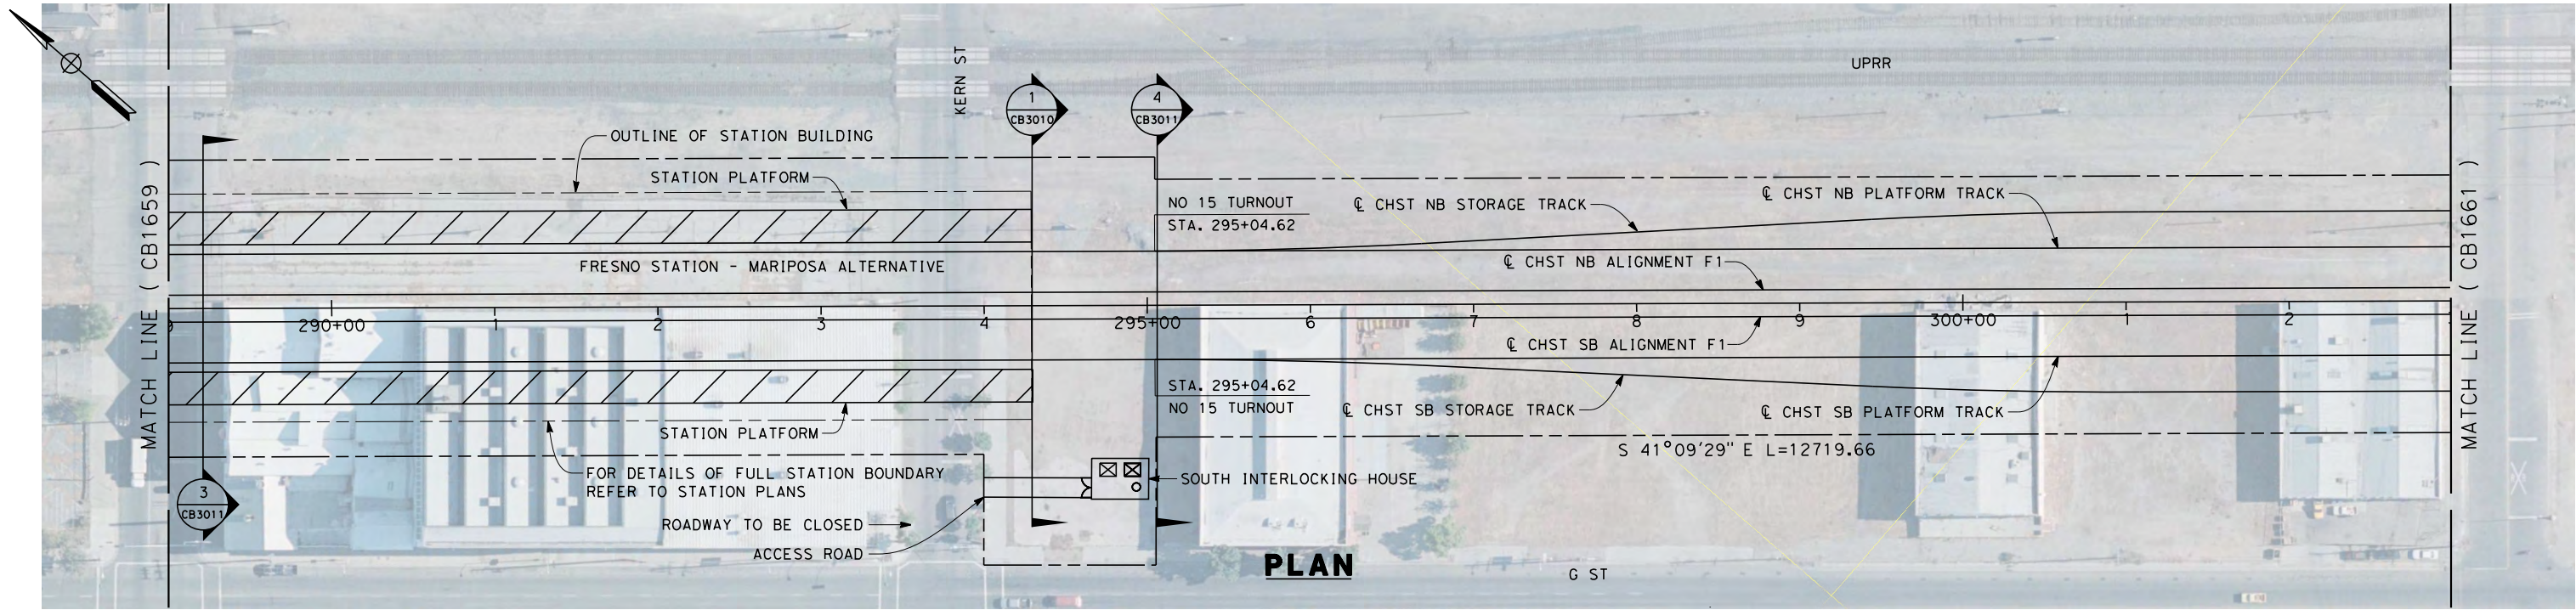 KERN ST
UPRR
1
CB3010
4
CB3011
OUTLINE OF STATION BUILDING
STATION PLATFORM
NO 15 TURNOUT
STA. 295+04.62
℄ CHST NB STORAGE TRACK
℄ CHST NB PLATFORM TRACK
MATCH LINE ( CB1659 )
MATCH LINE ( CB1661 )
FRESNO STATION - MARIPOSA ALTERNATIVE
℄ CHST NB ALIGNMENT F1
290+00 1 2 3 4 295+00 6 7 8 9 300+00 1 2
℄ CHST SB ALIGNMENT F1
STA. 295+04.62
NO 15 TURNOUT
℄ CHST SB STORAGE TRACK
℄ CHST SB PLATFORM TRACK
STATION PLATFORM
S 41°09'29" E L=12719.66
FOR DETAILS OF FULL STATION BOUNDARY
REFER TO STATION PLANS
SOUTH INTERLOCKING HOUSE
3
CB3011
ROADWAY TO BE CLOSED
ACCESS ROAD
PLAN
G ST